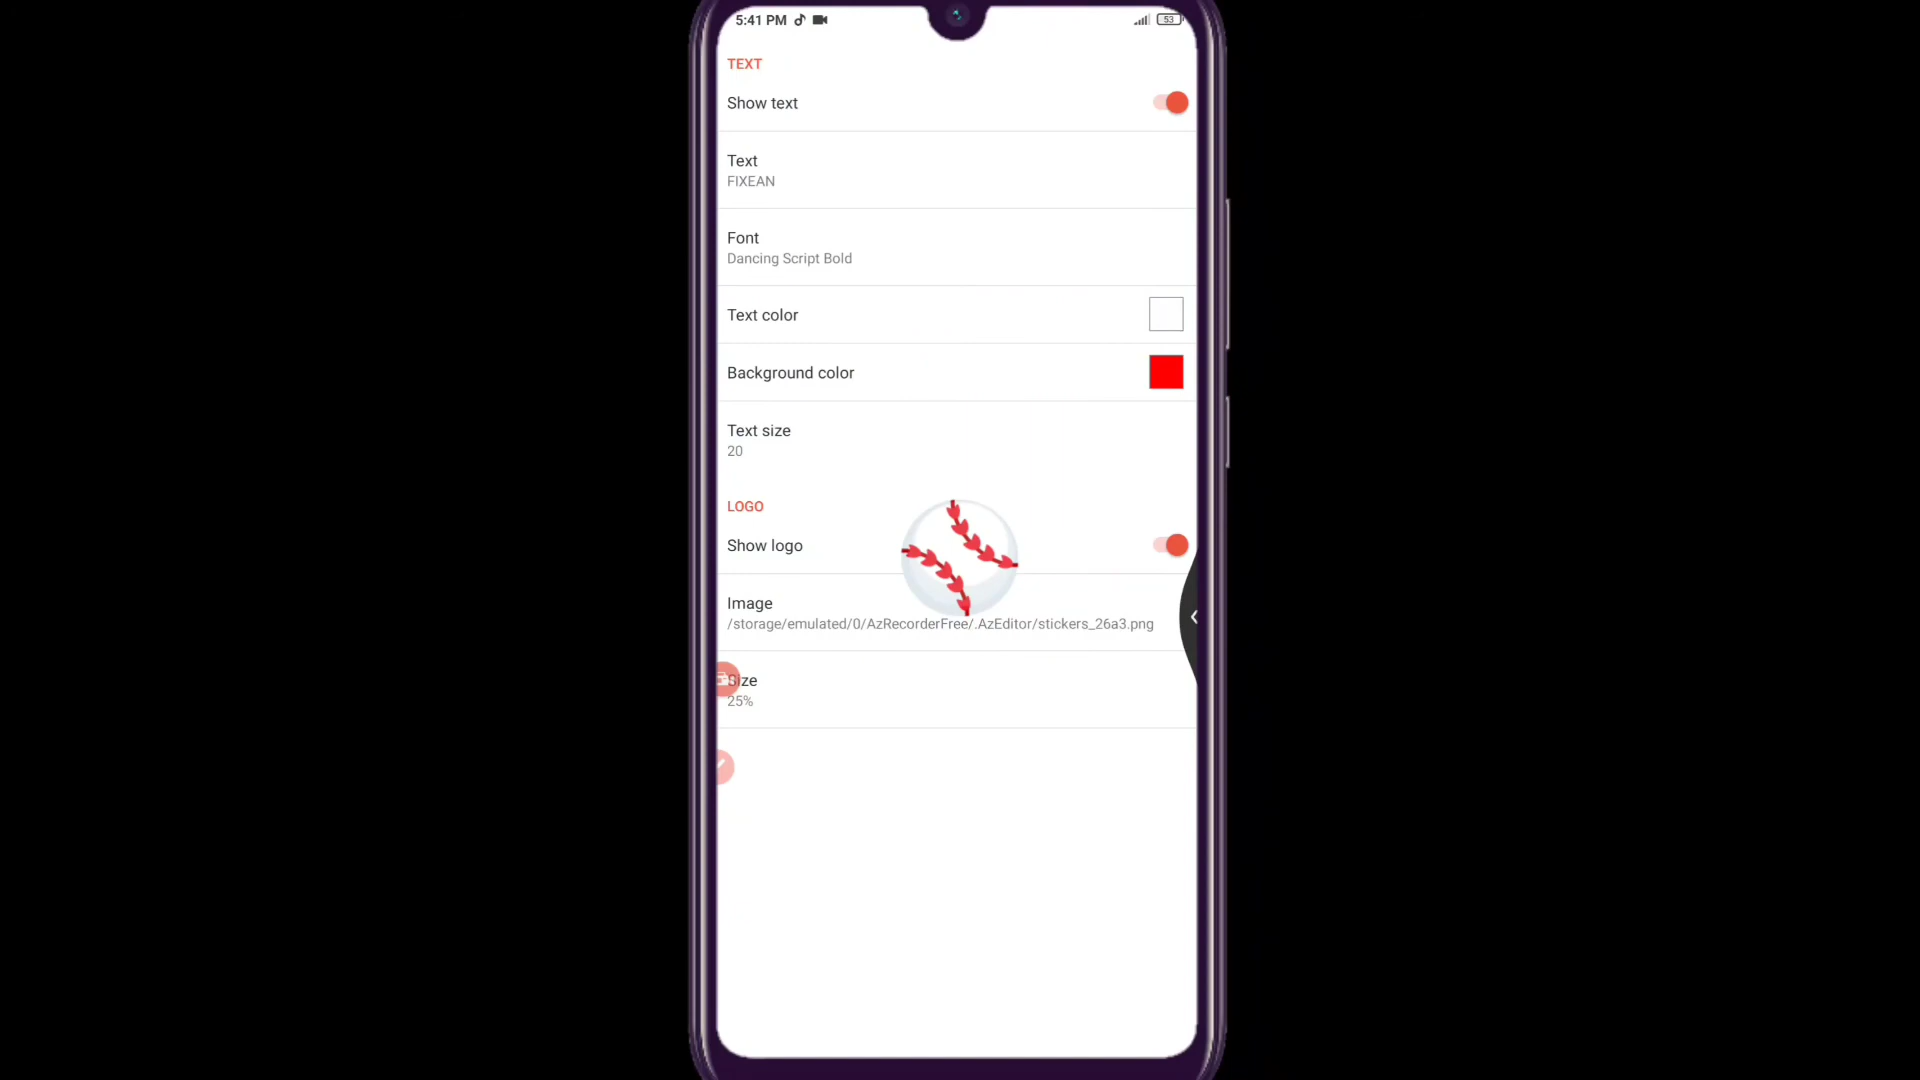 5:41 PM
53
TEXT
Show text
Text
FIXEAN
Font
Dancing Script Bold
Text color
Background color
Text size
20
LOGO
Show logo
Image
/storage/emulated/0/AzRecorderFree/.AzEditor/stickers_26a3.png
Size
25%